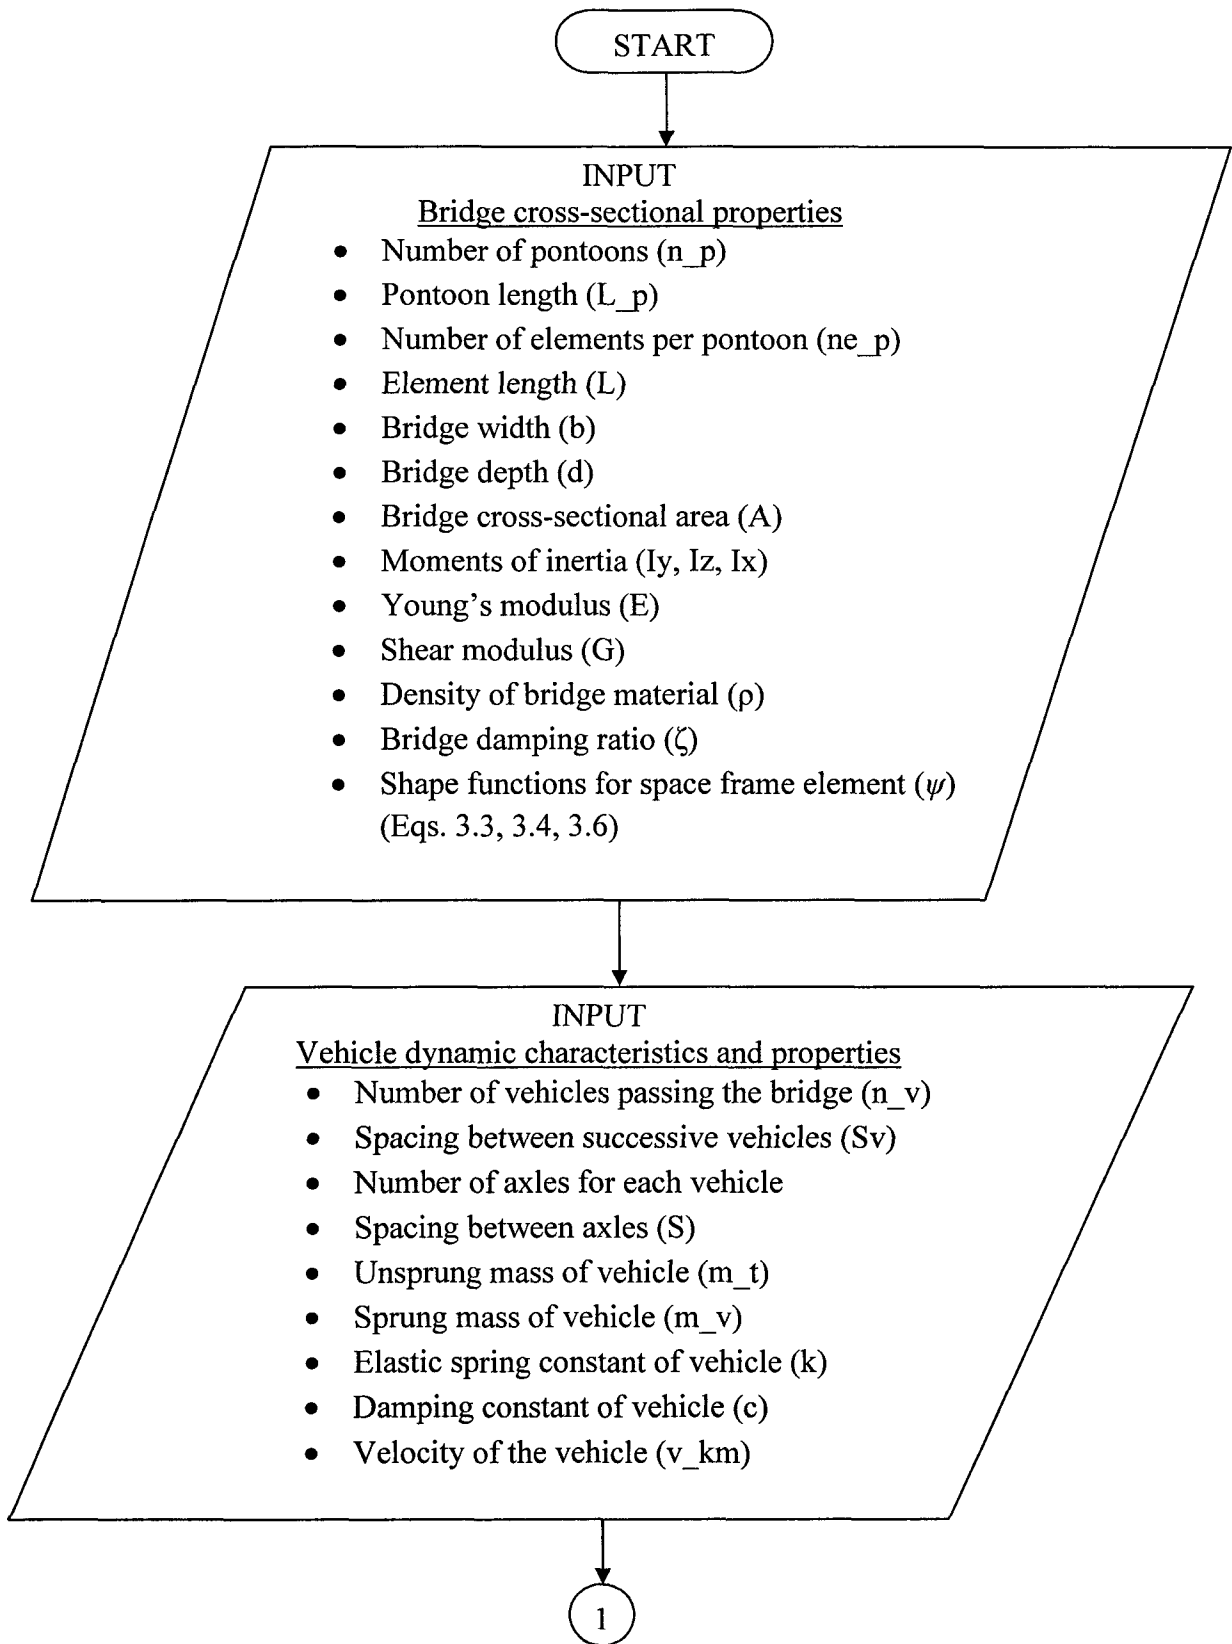 START
INPUT
Bridge cross-sectional properties
• Number of pontoons (n_p)
• Pontoon length (L_p)
• Number of elements per pontoon (ne_p)
• Element length (L)
• Bridge width (b)
• Bridge depth (d)
• Bridge cross-sectional area (A)
• Moments of inertia (Iy, Iz, Ix)
• Young’s modulus (E)
• Shear modulus (G)
• Density of bridge material (ρ)
• Bridge damping ratio (ζ)
• Shape functions for space frame element (ψ)
(Eqs. 3.3, 3.4, 3.6)
INPUT
Vehicle dynamic characteristics and properties
• Number of vehicles passing the bridge (n_v)
• Spacing between successive vehicles (Sv)
• Number of axles for each vehicle
• Spacing between axles (S)
• Unsprung mass of vehicle (m_t)
• Sprung mass of vehicle (m_v)
• Elastic spring constant of vehicle (k)
• Damping constant of vehicle (c)
• Velocity of the vehicle (v_km)
1